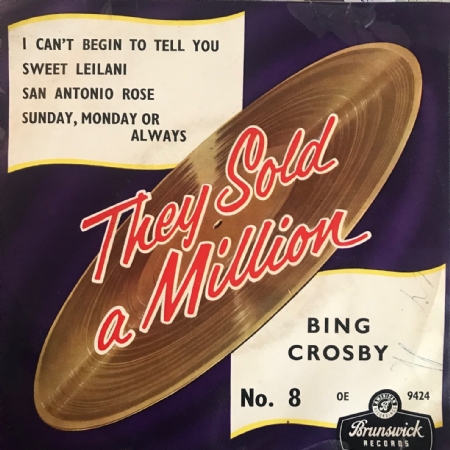 I CAN'T BEGIN TO TELL YOU
SWEET LEILANI
SAN ANTONIO ROSE
SUNDAY, MONDAY OR
ALWAYS
They Sold
a Million
BING
CROSBY
No. 8 OE 9424
Brunswick
RECORDS